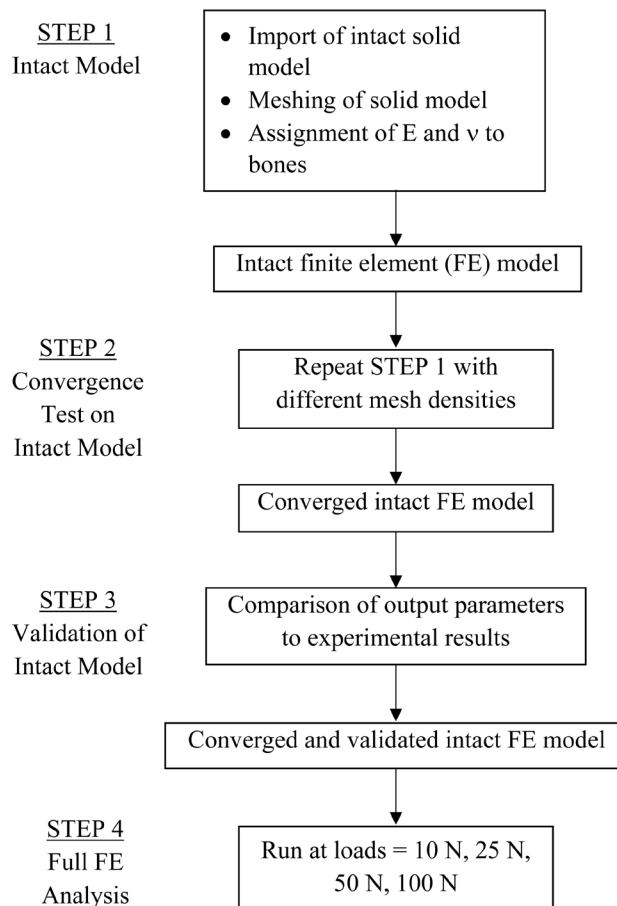 STEP 1
Intact Model
• Import of intact solid
model
• Meshing of solid model
• Assignment of E and ν to
bones
Intact finite element (FE) model
STEP 2
Convergence
Test on
Intact Model
Repeat STEP 1 with
different mesh densities
Converged intact FE model
STEP 3
Validation of
Intact Model
Comparison of output parameters
to experimental results
Converged and validated intact FE model
STEP 4
Full FE
Analysis
Run at loads = 10 N, 25 N,
50 N, 100 N